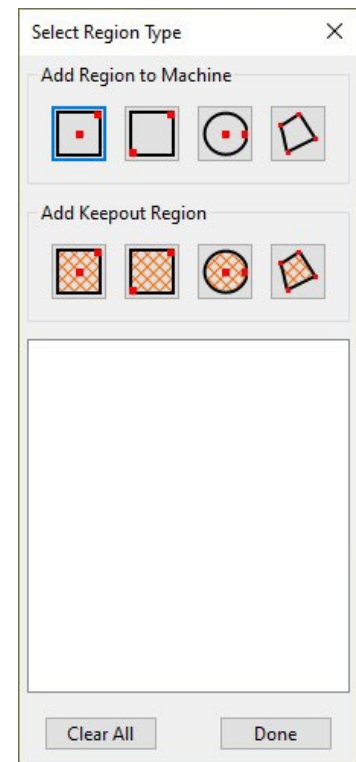 Select Region Type
Add Region to Machine
Add Keepout Region
Clear All
Done